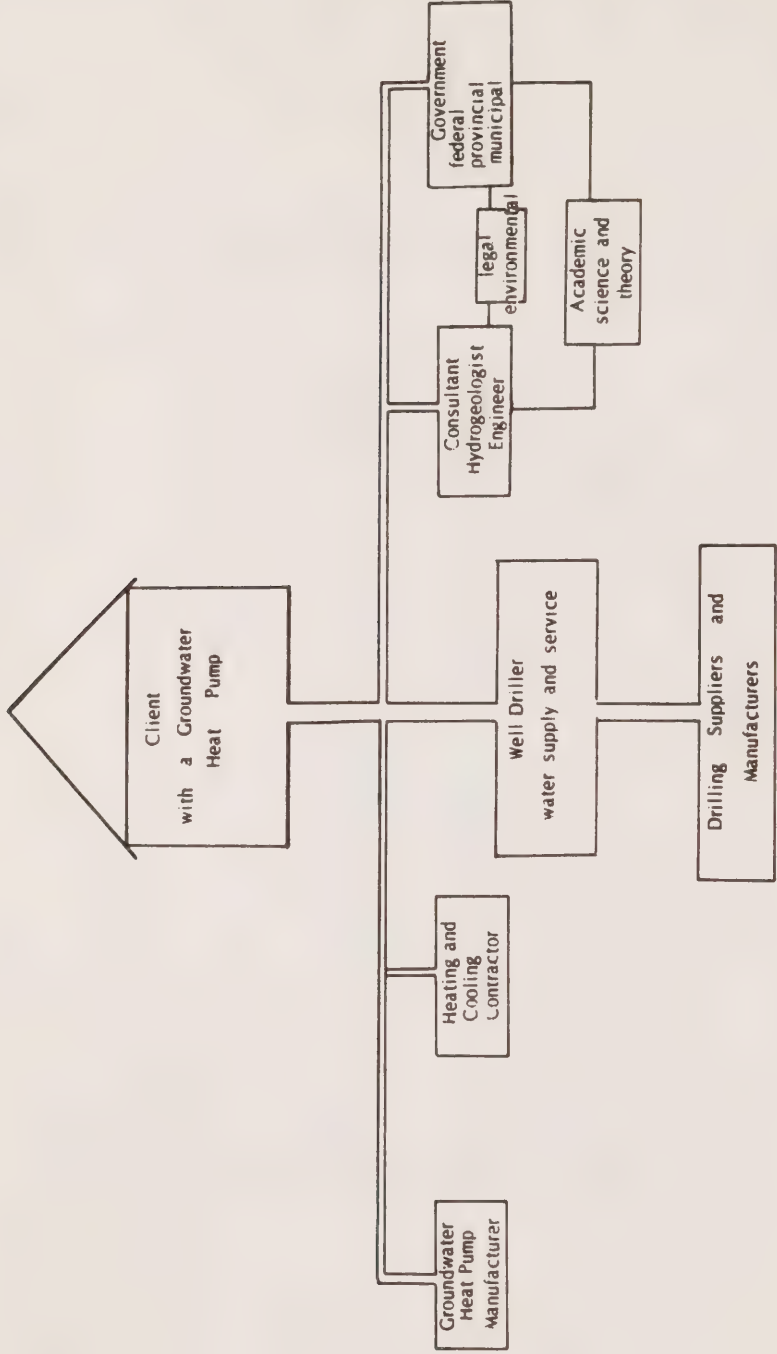 Client
with a Groundwater
Heat Pump
Groundwater
Heat Pump
Manufacturer
Heating and
Cooling
Contractor
Well Driller
water supply and service
Drilling Suppliers and
Manufacturers
Consultant
Hydrogeologist
Engineer
legal
environmental
Government
federal
provincial
municipal
Academic
science and
theory